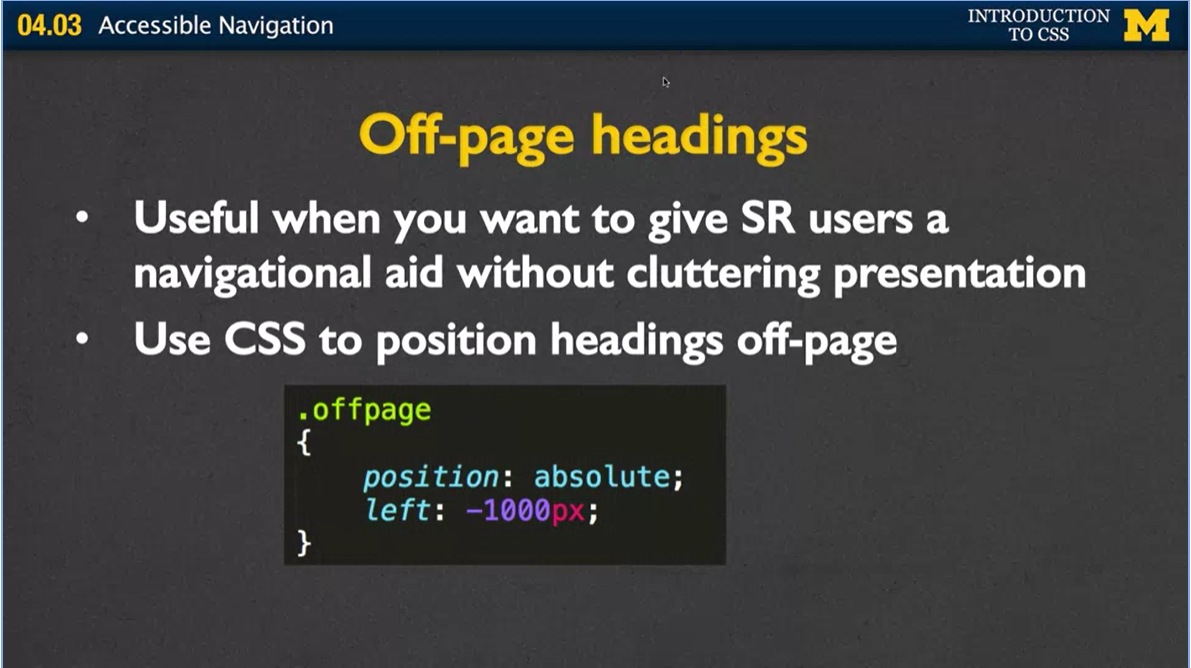 04.03 Accessible Navigation
INTRODUCTION
TO CSS
M
Off-page headings
• Useful when you want to give SR users a
navigational aid without cluttering presentation
• Use CSS to position headings off-page
.offpage
{
    position: absolute;
    left: -1000px;
}